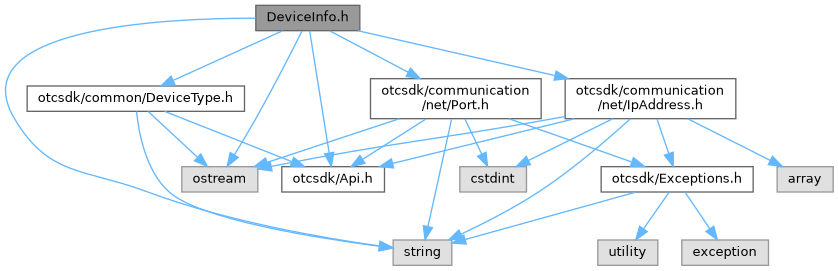 DeviceInfo.h
otcsdk/common/DeviceType.h
otcsdk/communication
/net/Port.h
otcsdk/communication
/net/IpAddress.h
ostream
otcsdk/Api.h
cstdint
otcsdk/Exceptions.h
array
string
utility
exception